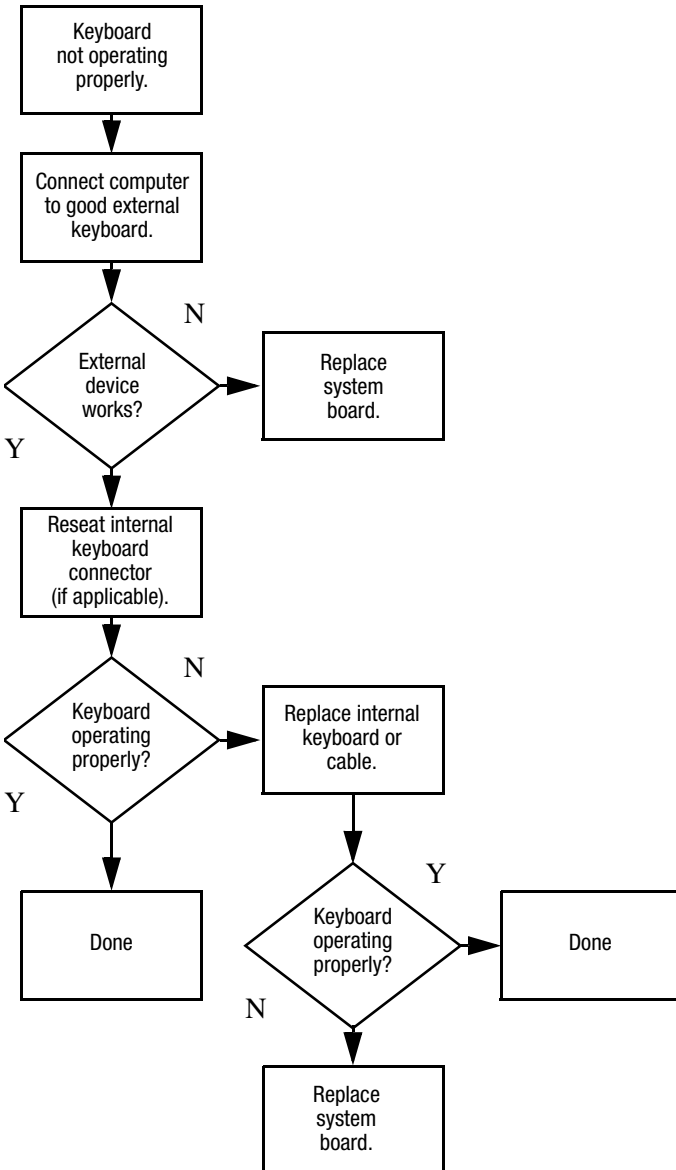 Keyboard
not operating
properly.
Connect computer
to good external
keyboard.
N
External
device
works?
Replace
system
board.
Y
Reseat internal
keyboard
connector
(if applicable).
N
Keyboard
operating
properly?
Replace internal
keyboard or
cable.
Y
Y
Done
Keyboard
operating
properly?
Done
N
Replace
system
board.